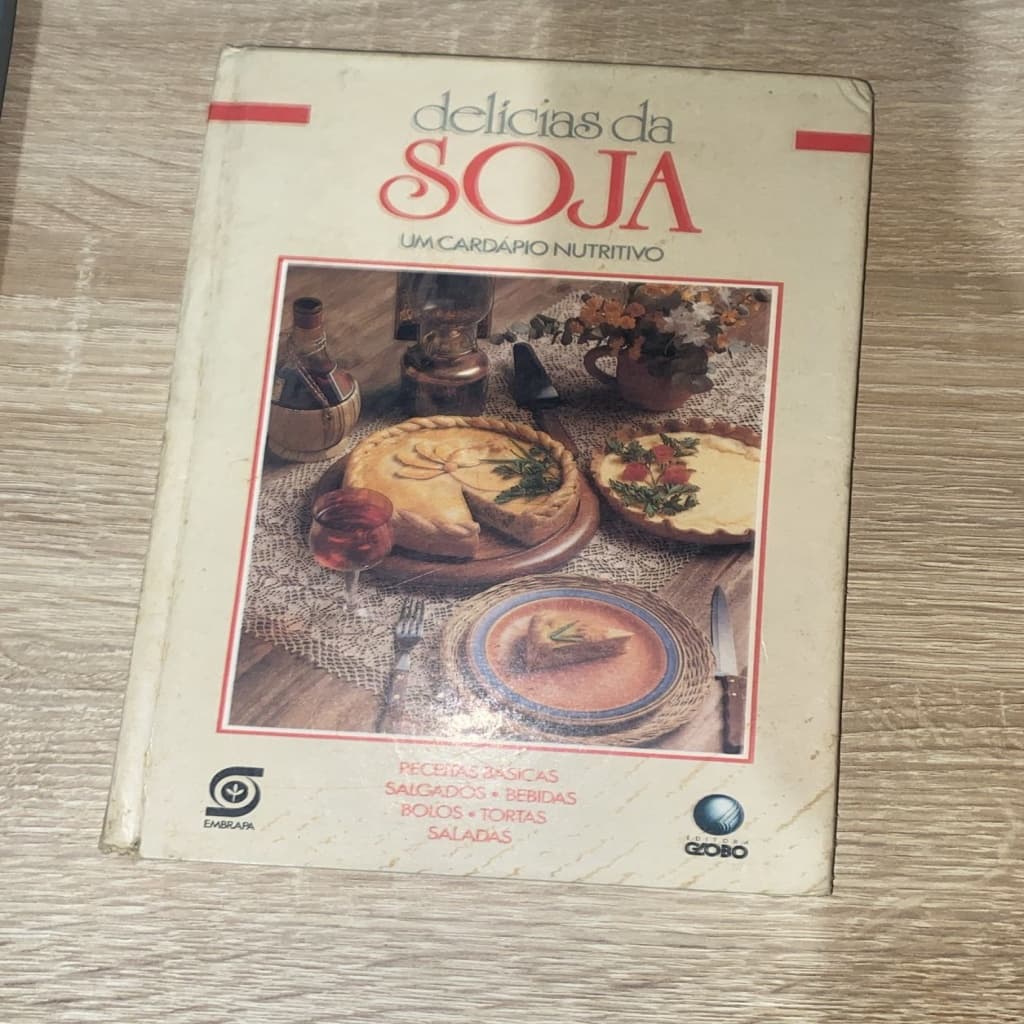 delícias da
SOJA
UM CARDÁPIO NUTRITIVO
RECEITAS BÁSICAS
SALGADOS • BEBIDAS
BOLOS • TORTAS
SALADAS
EMBRAPA
EDITORA
GLOBO